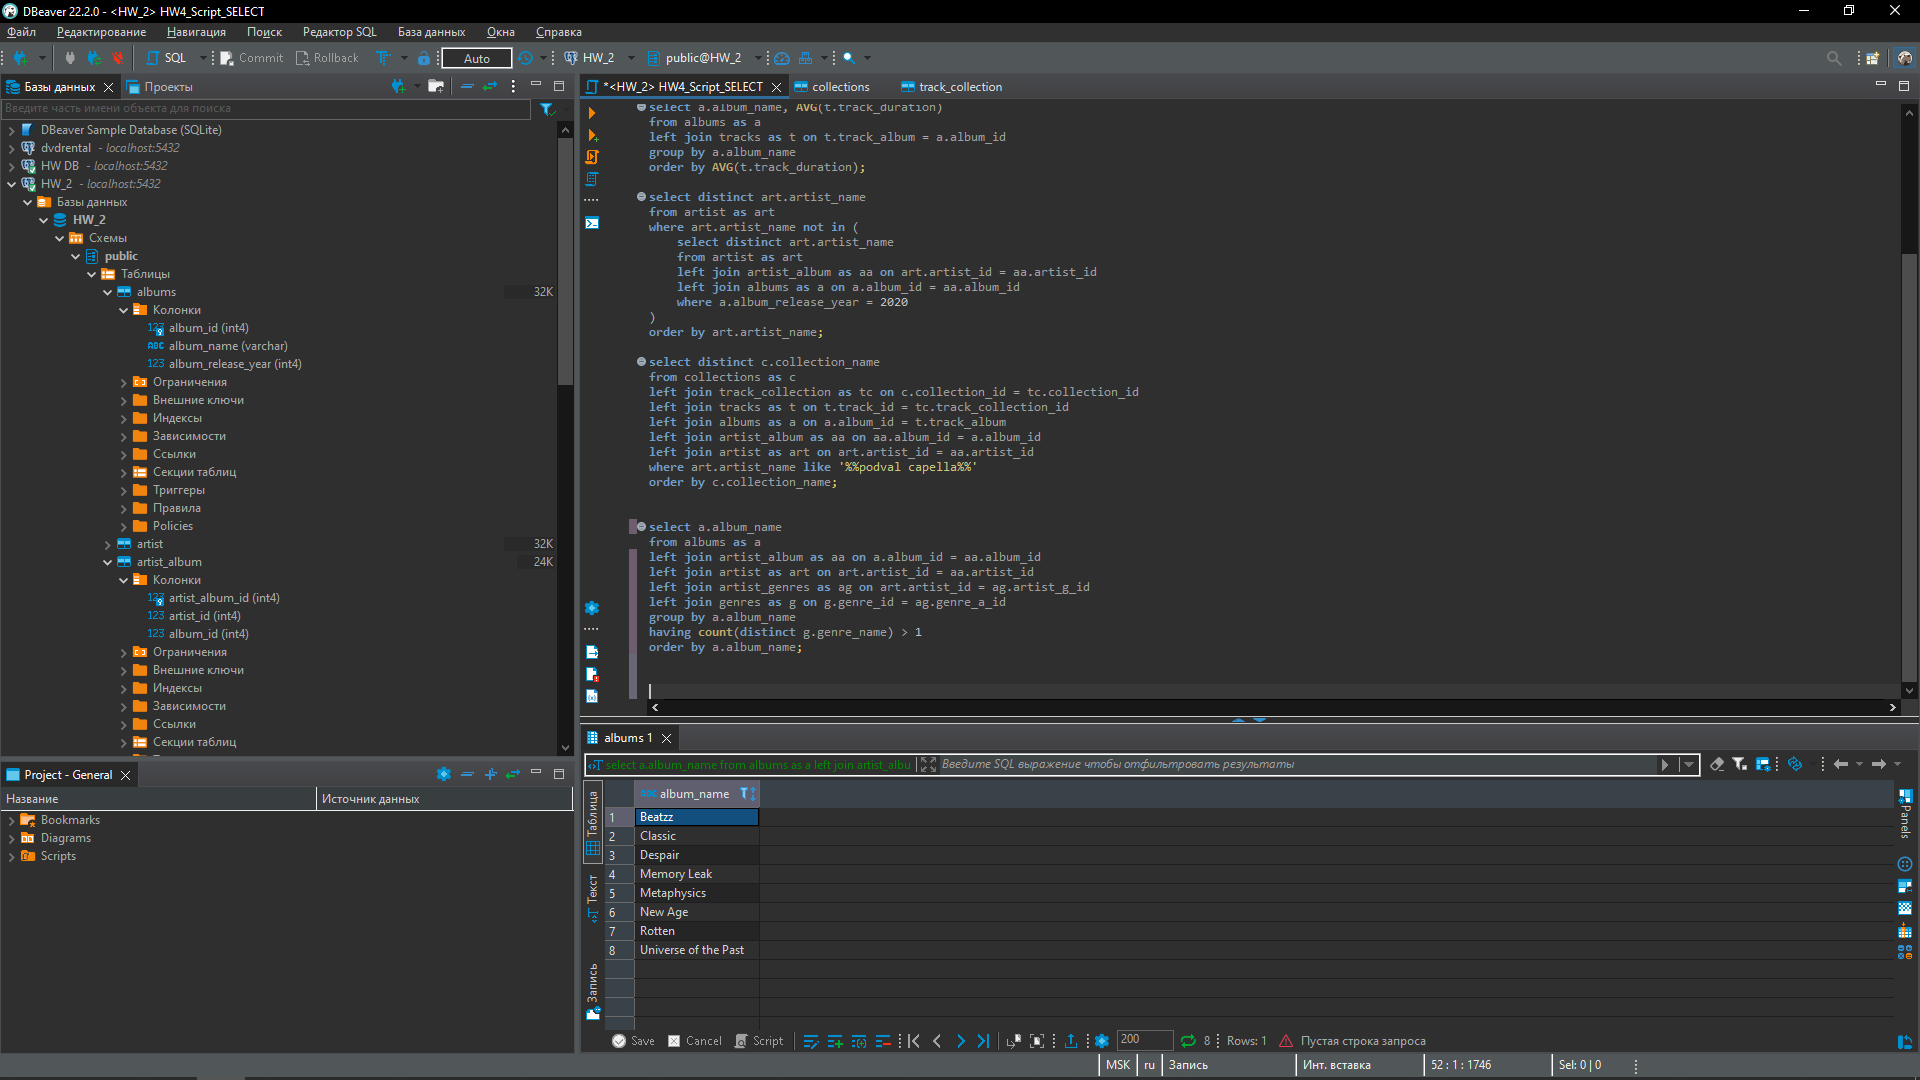 DBeaver 22.2.0 - <HW_2> HW4_Script_SELECT
Файл Редактирование Навигация Поиск Редактор SQL База данных Окна Справка
SQL Commit Rollback T Auto HW_2 public@HW_2
Базы данных Проекты
Введите часть имени объекта для поиска
DBeaver Sample Database (SQLite)
dvdrental - localhost:5432
HW DB - localhost:5432
HW_2 - localhost:5432
Базы данных
HW_2
Схемы
public
Таблицы
albums 32K
Колонки
123 album_id (int4)
ABC album_name (varchar)
123 album_release_year (int4)
Ограничения
Внешние ключи
Индексы
Зависимости
Ссылки
Секции таблиц
Триггеры
Правила
Policies
artist 32K
artist_album 24K
Колонки
123 artist_album_id (int4)
123 artist_id (int4)
123 album_id (int4)
Ограничения
Внешние ключи
Индексы
Зависимости
Ссылки
Секции таблиц
Project - General
Название Источник данных
Bookmarks
Diagrams
Scripts
*<HW_2> HW4_Script_SELECT collections track_collection
select a.album_name, AVG(t.track_duration)
from albums as a
left join tracks as t on t.track_album = a.album_id
group by a.album_name
order by AVG(t.track_duration);
select distinct art.artist_name
from artist as art
where art.artist_name not in (
select distinct art.artist_name
from artist as art
left join artist_album as aa on art.artist_id = aa.artist_id
left join albums as a on a.album_id = aa.album_id
where a.album_release_year = 2020
)
order by art.artist_name;
select distinct c.collection_name
from collections as c
left join track_collection as tc on c.collection_id = tc.collection_id
left join tracks as t on t.track_id = tc.track_collection_id
left join albums as a on a.album_id = t.track_album
left join artist_album as aa on aa.album_id = a.album_id
left join artist as art on art.artist_id = aa.artist_id
where art.artist_name like '%%podval capella%%'
order by c.collection_name;
select a.album_name
from albums as a
left join artist_album as aa on a.album_id = aa.album_id
left join artist as art on art.artist_id = aa.artist_id
left join artist_genres as ag on art.artist_id = ag.artist_g_id
left join genres as g on g.genre_id = ag.genre_a_id
group by a.album_name
having count(distinct g.genre_name) > 1
order by a.album_name;
albums 1
select a.album_name from albums as a left join artist_albu Введите SQL выражение чтобы отфильтровать результаты
Таблица
Текст
Запись
ABC album_name
1 Beatzz
2 Classic
3 Despair
4 Memory Leak
5 Metaphysics
6 New Age
7 Rotten
8 Universe of the Past
Panels
Save Cancel Script 200 8 Rows: 1 Пустая строка запроса
MSK ru Запись Инт. вставка 52 : 1 : 1746 Sel: 0 | 0